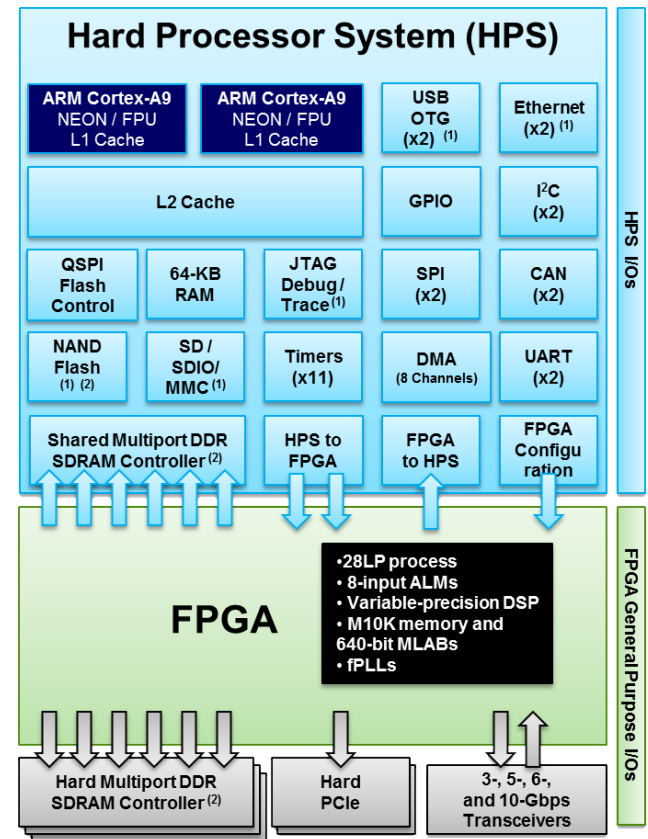 Hard Processor System (HPS)
ARM Cortex-A9
NEON / FPU
L1 Cache
ARM Cortex-A9
NEON / FPU
L1 Cache
USB
OTG
(x2) (1)
Ethernet
(x2) (1)
L2 Cache
GPIO
I²C
(x2)
QSPI
Flash
Control
64-KB
RAM
JTAG
Debug/
Trace(1)
SPI
(x2)
CAN
(x2)
NAND
Flash
(1) (2)
SD /
SDIO/
MMC(1)
Timers
(x11)
DMA
(8 Channels)
UART
(x2)
Shared Multiport DDR
SDRAM Controller(2)
HPS to
FPGA
FPGA
to HPS
FPGA
Configu
ration
HPS I/Os
FPGA
•28LP process
• 8-input ALMs
• Variable-precision DSP
• M10K memory and
640-bit MLABs
• fPLLs
FPGA General Purpose I/Os
Hard Multiport DDR
SDRAM Controller(2)
Hard
PCIe
3-, 5-, 6-,
and 10-Gbps
Transceivers